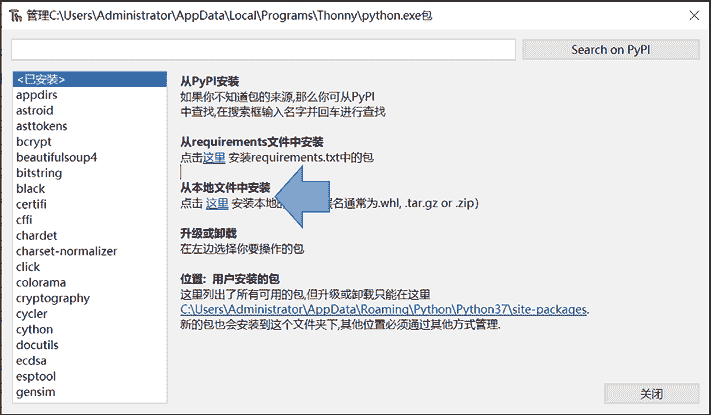 管理C:\Users\Administrator\AppData\Local\Programs\Thonny\python.exe包
Search on PyPI
<已安装>
appdirs
astroid
asttokens
bcrypt
beautifulsoup4
bitstring
black
certifi
cffi
chardet
charset-normalizer
click
colorama
cryptography
cycler
cython
docutils
ecdsa
esptool
gensim
从PyPI安装
如果你不知道包的来源,那么你可从PyPI
中查找,在搜索框输入名字并回车进行查找
从requirements文件中安装
点击这里 安装requirements.txt中的包
从本地文件中安装
点击 这里 安装本地 名通常为.whl, .tar.gz or .zip)
升级或卸载
在左边选择你要操作的包
位置: 用户安装的包
这里列出了所有可用的包,但升级或卸载只能在这里
C:\Users\Administrator\AppData\Roaming\Python\Python37\site-packages.
新的包也会安装到这个文件夹下,其他位置必须通过其他方式管理.
关闭